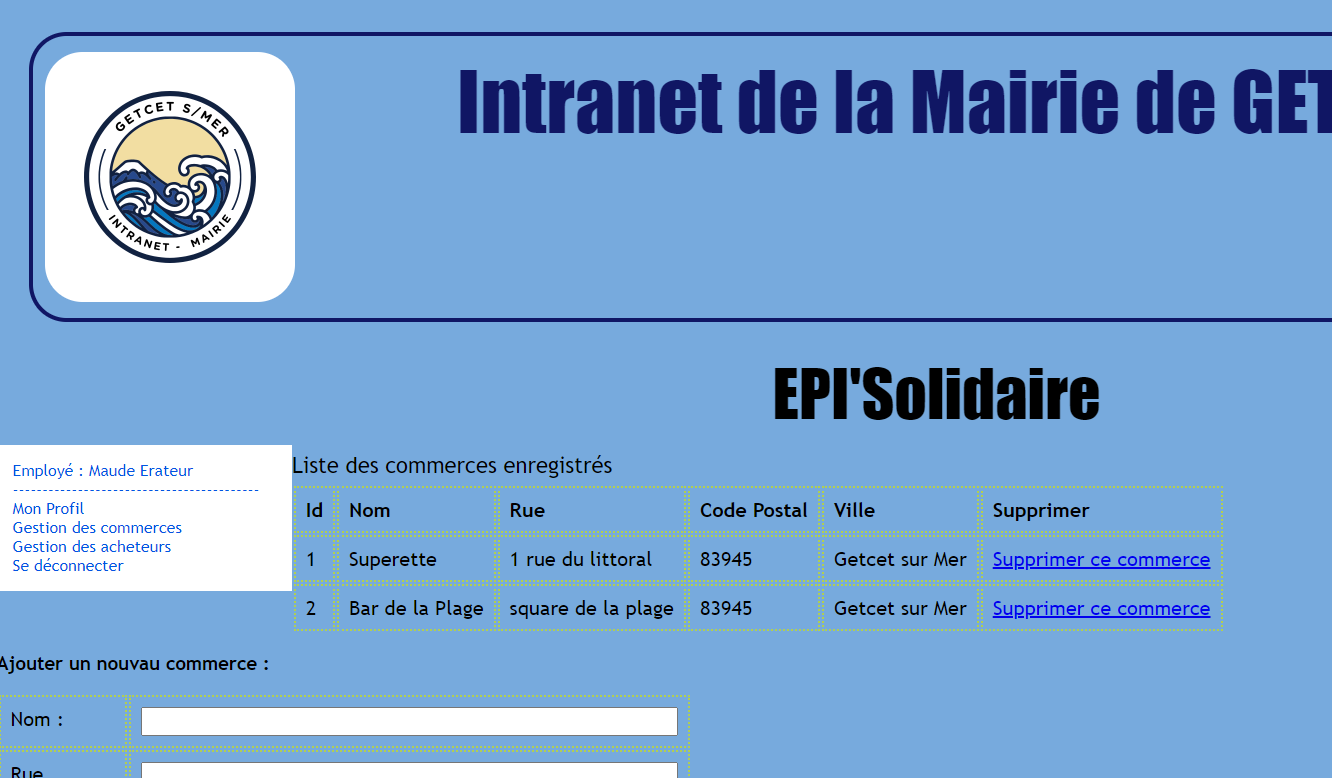 GETCET S/MER
INTRANET - MAIRIE
Intranet de la Mairie de GET
EPI'Solidaire
Employé : Maude Erateur
------------------------------------------
Mon Profil
Gestion des commerces
Gestion des acheteurs
Se déconnecter
Liste des commerces enregistrés
Id Nom Rue Code Postal Ville Supprimer
1 Superette 1 rue du littoral 83945 Getcet sur Mer Supprimer ce commerce
2 Bar de la Plage square de la plage 83945 Getcet sur Mer Supprimer ce commerce
Ajouter un nouvau commerce :
Nom :
Rue